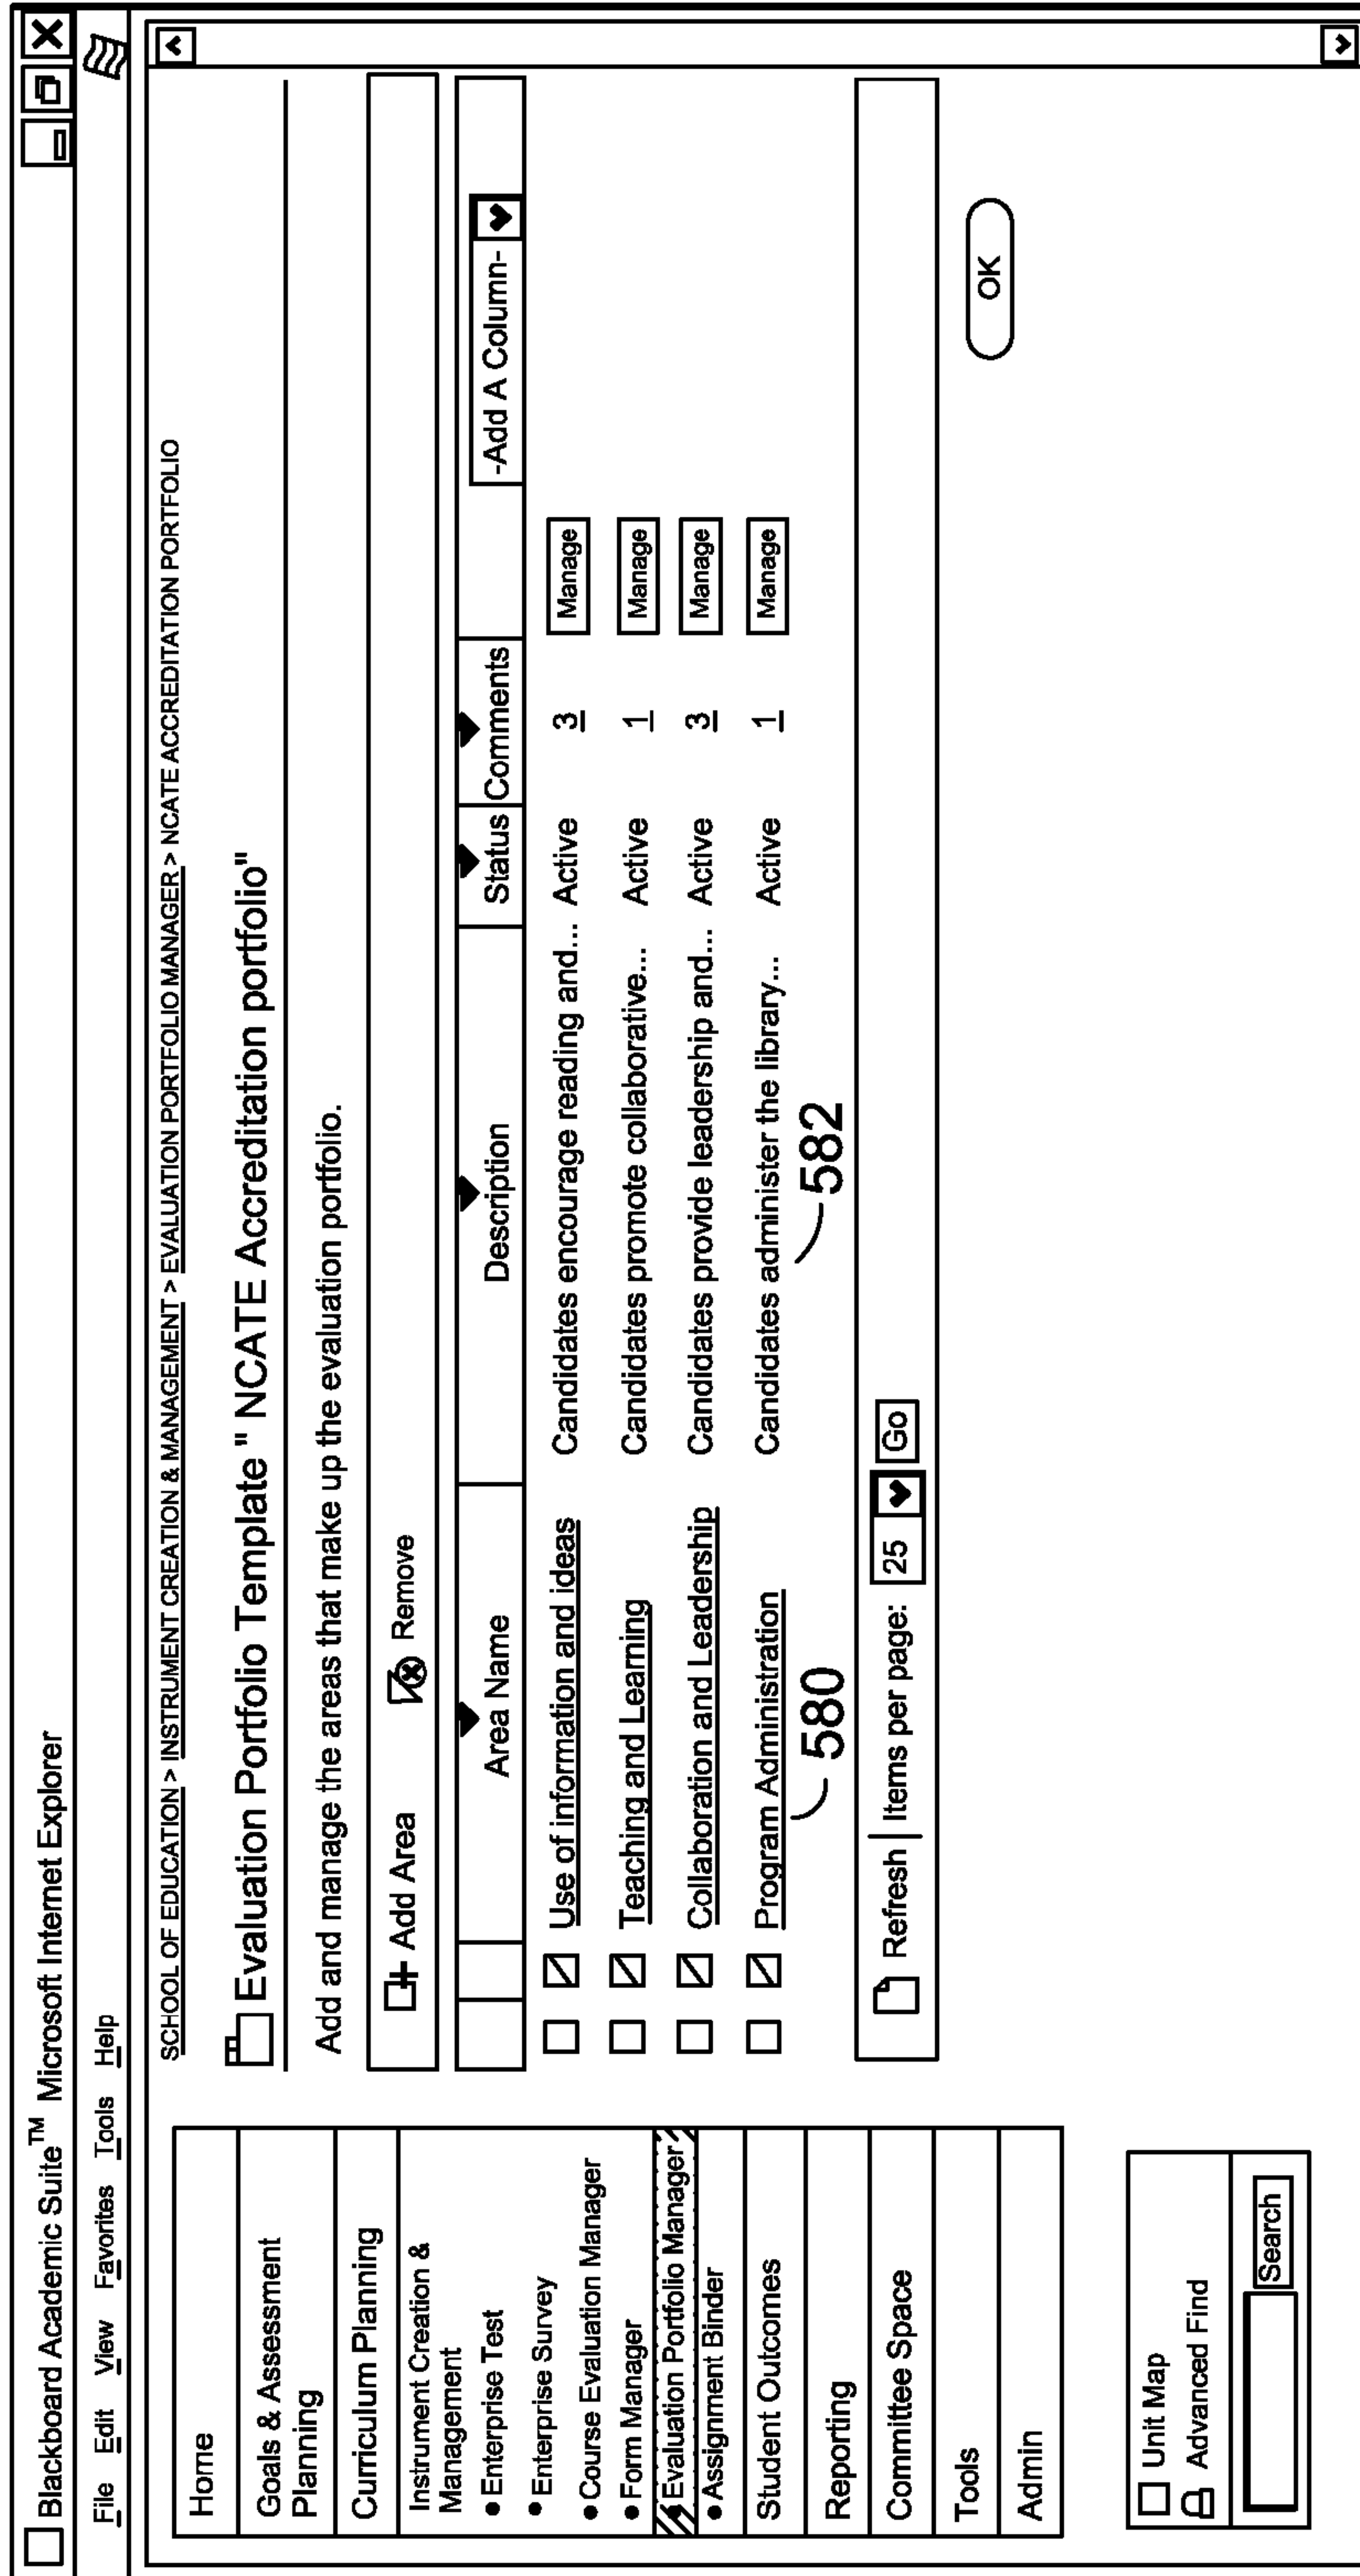 Blackboard Academic Suite™ Microsoft Internet Explorer
File Edit View Favorites Tools Help
Home
Goals & Assessment
Planning
Curriculum Planning
Instrument Creation &
Management
• Enterprise Test
• Enterprise Survey
• Course Evaluation Manager
• Form Manager
• Evaluation Portfolio Manager
• Assignment Binder
Student Outcomes
Reporting
Committee Space
Tools
Admin
Unit Map
Advanced Find
Search
SCHOOL OF EDUCATION > INSTRUMENT CREATION & MANAGEMENT > EVALUATION PORTFOLIO MANAGER > NCATE ACCREDITATION PORTFOLIO
Evaluation Portfolio Template " NCATE Accreditation portfolio"
Add and manage the areas that make up the evaluation portfolio.
Add Area Remove
Area Name Description Status Comments -Add A Column-
Use of information and ideas Candidates encourage reading and... Active 3 Manage
Teaching and Learning Candidates promote collaborative... Active 1 Manage
Collaboration and Leadership Candidates provide leadership and... Active 3 Manage
Program Administration Candidates administer the library... Active 1 Manage
580 582
Refresh | Items per page: 25 Go
OK